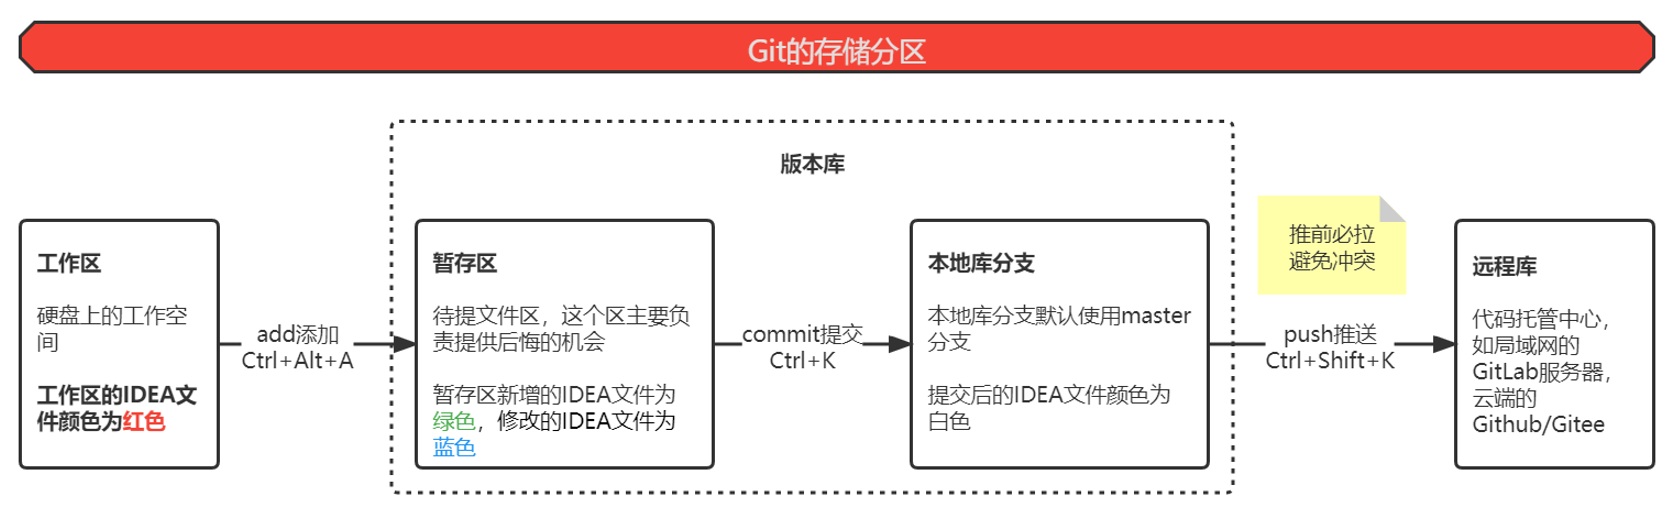 Git的存储分区
版本库
工作区
硬盘上的工作空
间
工作区的IDEA文
件颜色为红色
add添加
Ctrl+Alt+A
暂存区
待提文件区，这个区主要负
责提供后悔的机会
暂存区新增的IDEA文件为
绿色，修改的IDEA文件为
蓝色
commit提交
Ctrl+K
本地库分支
本地库分支默认使用master
分支
提交后的IDEA文件颜色为
白色
推前必拉
避免冲突
push推送
Ctrl+Shift+K
远程库
代码托管中心，
如局域网的
GitLab服务器，
云端的
Github/Gitee